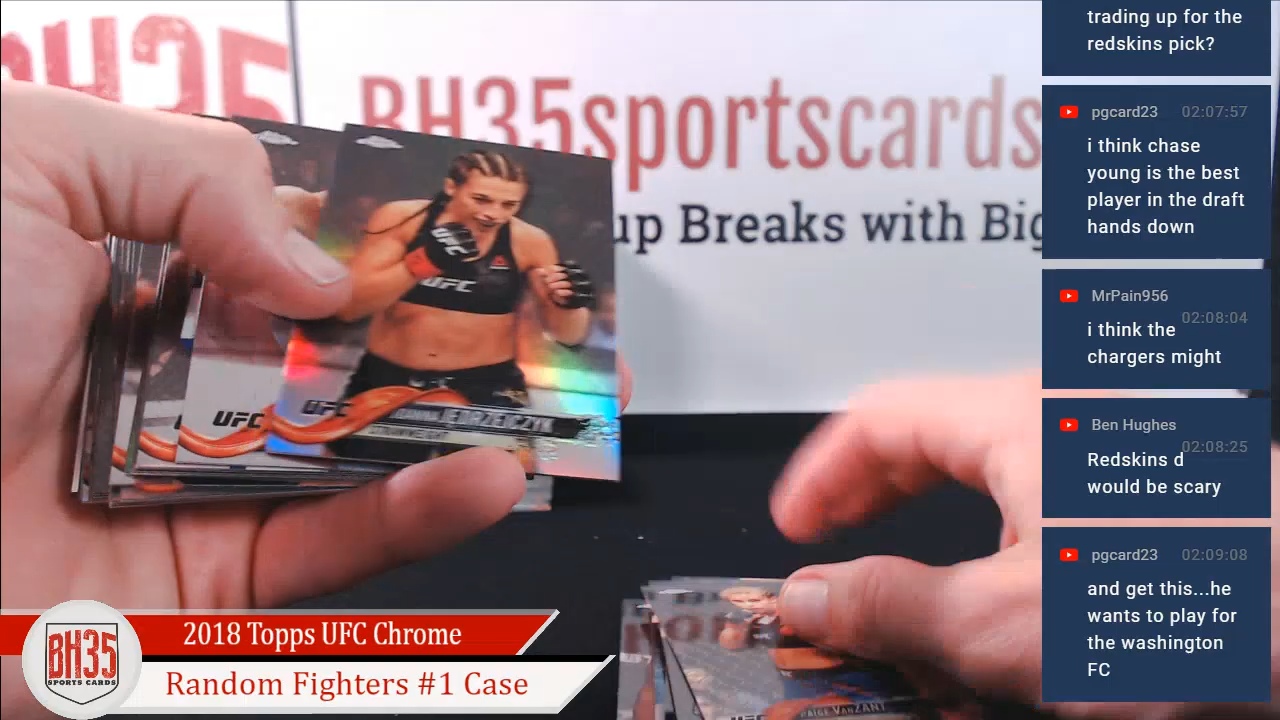 BH35
BH35sportscards
up Breaks with Big
UFC
UFC
UFC
UFC
JEDRZEJCZYK
STRAWWEIGHT
PAIGE VANZANT
UFC
BH35
SPORTS CARDS
2018 Topps UFC Chrome
Random Fighters #1 Case
trading up for the
redskins pick?
pgcard23 02:07:57
i think chase
young is the best
player in the draft
hands down
MrPain956
02:08:04
i think the
chargers might
Ben Hughes
02:08:25
Redskins d
would be scary
pgcard23 02:09:08
and get this...he
wants to play for
the washington
FC